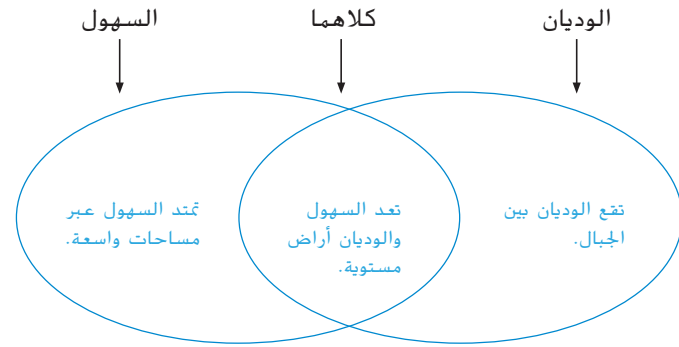 الوديان
كلاهما
السهول
تقع الوديان بين
الجبال.
تعد السهول
والوديان أراض
مستوية.
تمتد السهول عبر
مساحات واسعة.